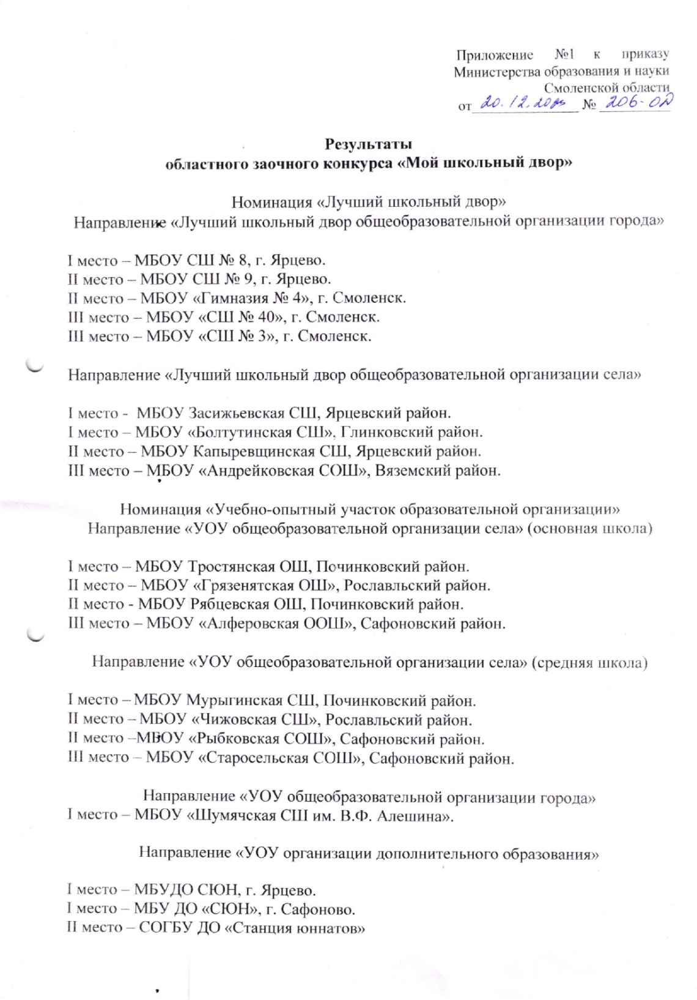 Приложение №1 к приказу
Министерства образования и науки
Смоленской области
от 20.12.2023 № 206-ОД
Результаты
областного заочного конкурса «Мой школьный двор»
Номинация «Лучший школьный двор»
Направление «Лучший школьный двор общеобразовательной организации города»
I место – МБОУ СШ № 8, г. Ярцево.
II место – МБОУ СШ № 9, г. Ярцево.
II место – МБОУ «Гимназия № 4», г. Смоленск.
III место – МБОУ «СШ № 40», г. Смоленск.
III место – МБОУ «СШ № 3», г. Смоленск.
Направление «Лучший школьный двор общеобразовательной организации села»
I место - МБОУ Засижьевская СШ, Ярцевский район.
I место – МБОУ «Болтутинская СШ», Глинковский район.
II место – МБОУ Капыревщинская СШ, Ярцевский район.
III место – МБОУ «Андрейковская СОШ», Вяземский район.
Номинация «Учебно-опытный участок образовательной организации»
Направление «УОУ общеобразовательной организации села» (основная школа)
I место – МБОУ Тростянская ОШ, Починковский район.
II место – МБОУ «Грязенятская ОШ», Рославльский район.
II место - МБОУ Рябцевская ОШ, Починковский район.
III место – МБОУ «Алферовская ООШ», Сафоновский район.
Направление «УОУ общеобразовательной организации села» (средняя школа)
I место – МБОУ Мурыгинская СШ, Починковский район.
II место – МБОУ «Чижовская СШ», Рославльский район.
II место –МБОУ «Рыбковская СОШ», Сафоновский район.
III место – МБОУ «Старосельская СОШ», Сафоновский район.
Направление «УОУ общеобразовательной организации города»
I место – МБОУ «Шумячская СШ им. В.Ф. Алешина».
Направление «УОУ организации дополнительного образования»
I место – МБУДО СЮН, г. Ярцево.
I место – МБУ ДО «СЮН», г. Сафоново.
II место – СОГБУ ДО «Станция юннатов»